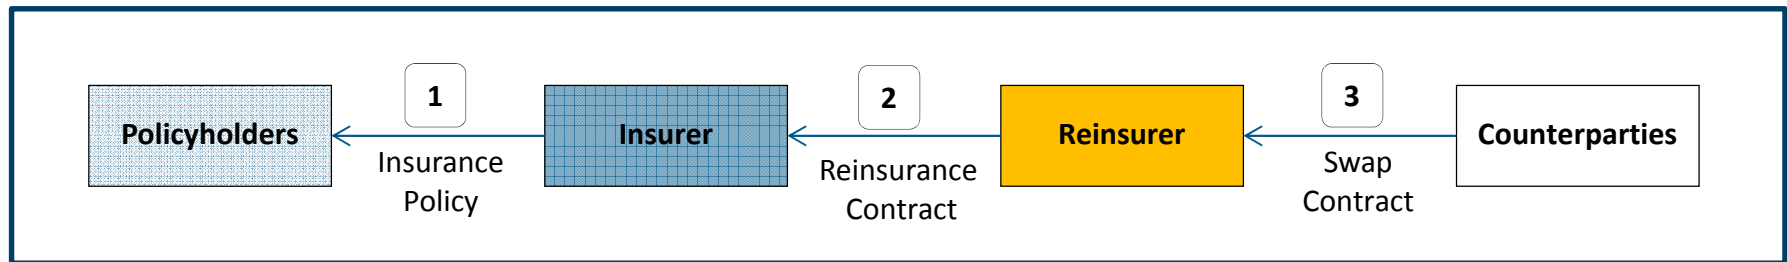 1
2
3
Policyholders
Insurer
Reinsurer
Counterparties
Insurance
Policy
Reinsurance
Contract
Swap
Contract